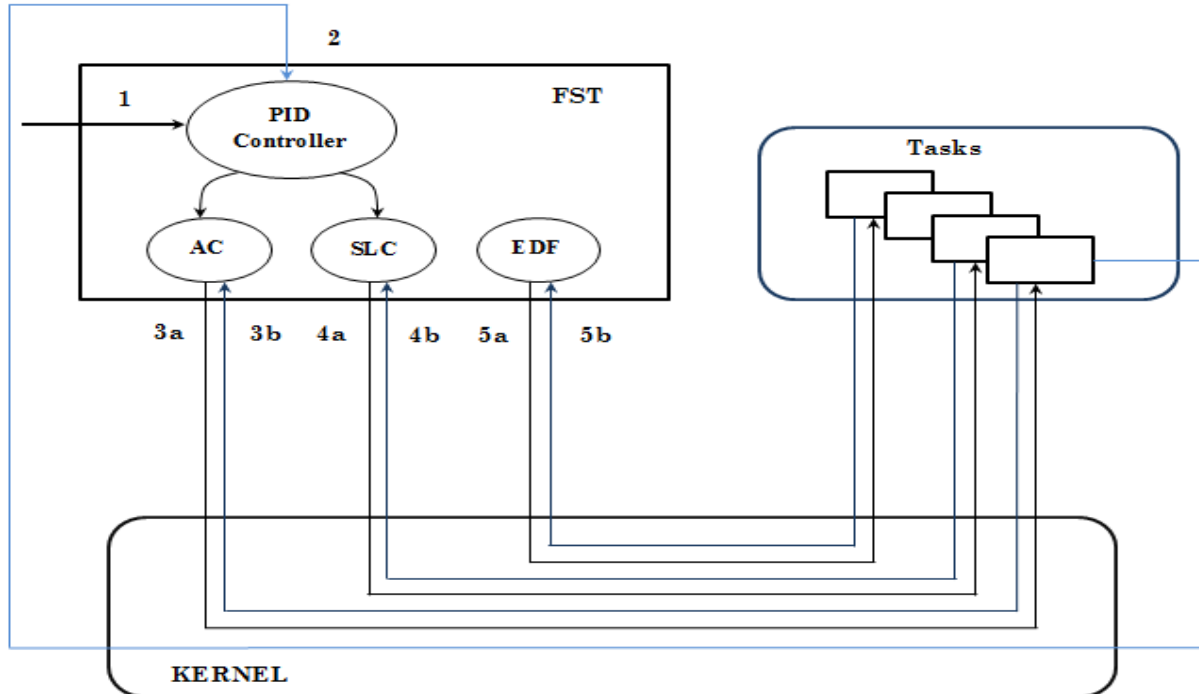 2
1
PID
Controller
FST
Tasks
AC
SLC
EDF
3a
3b
4a
4b
5a
5b
KERNEL